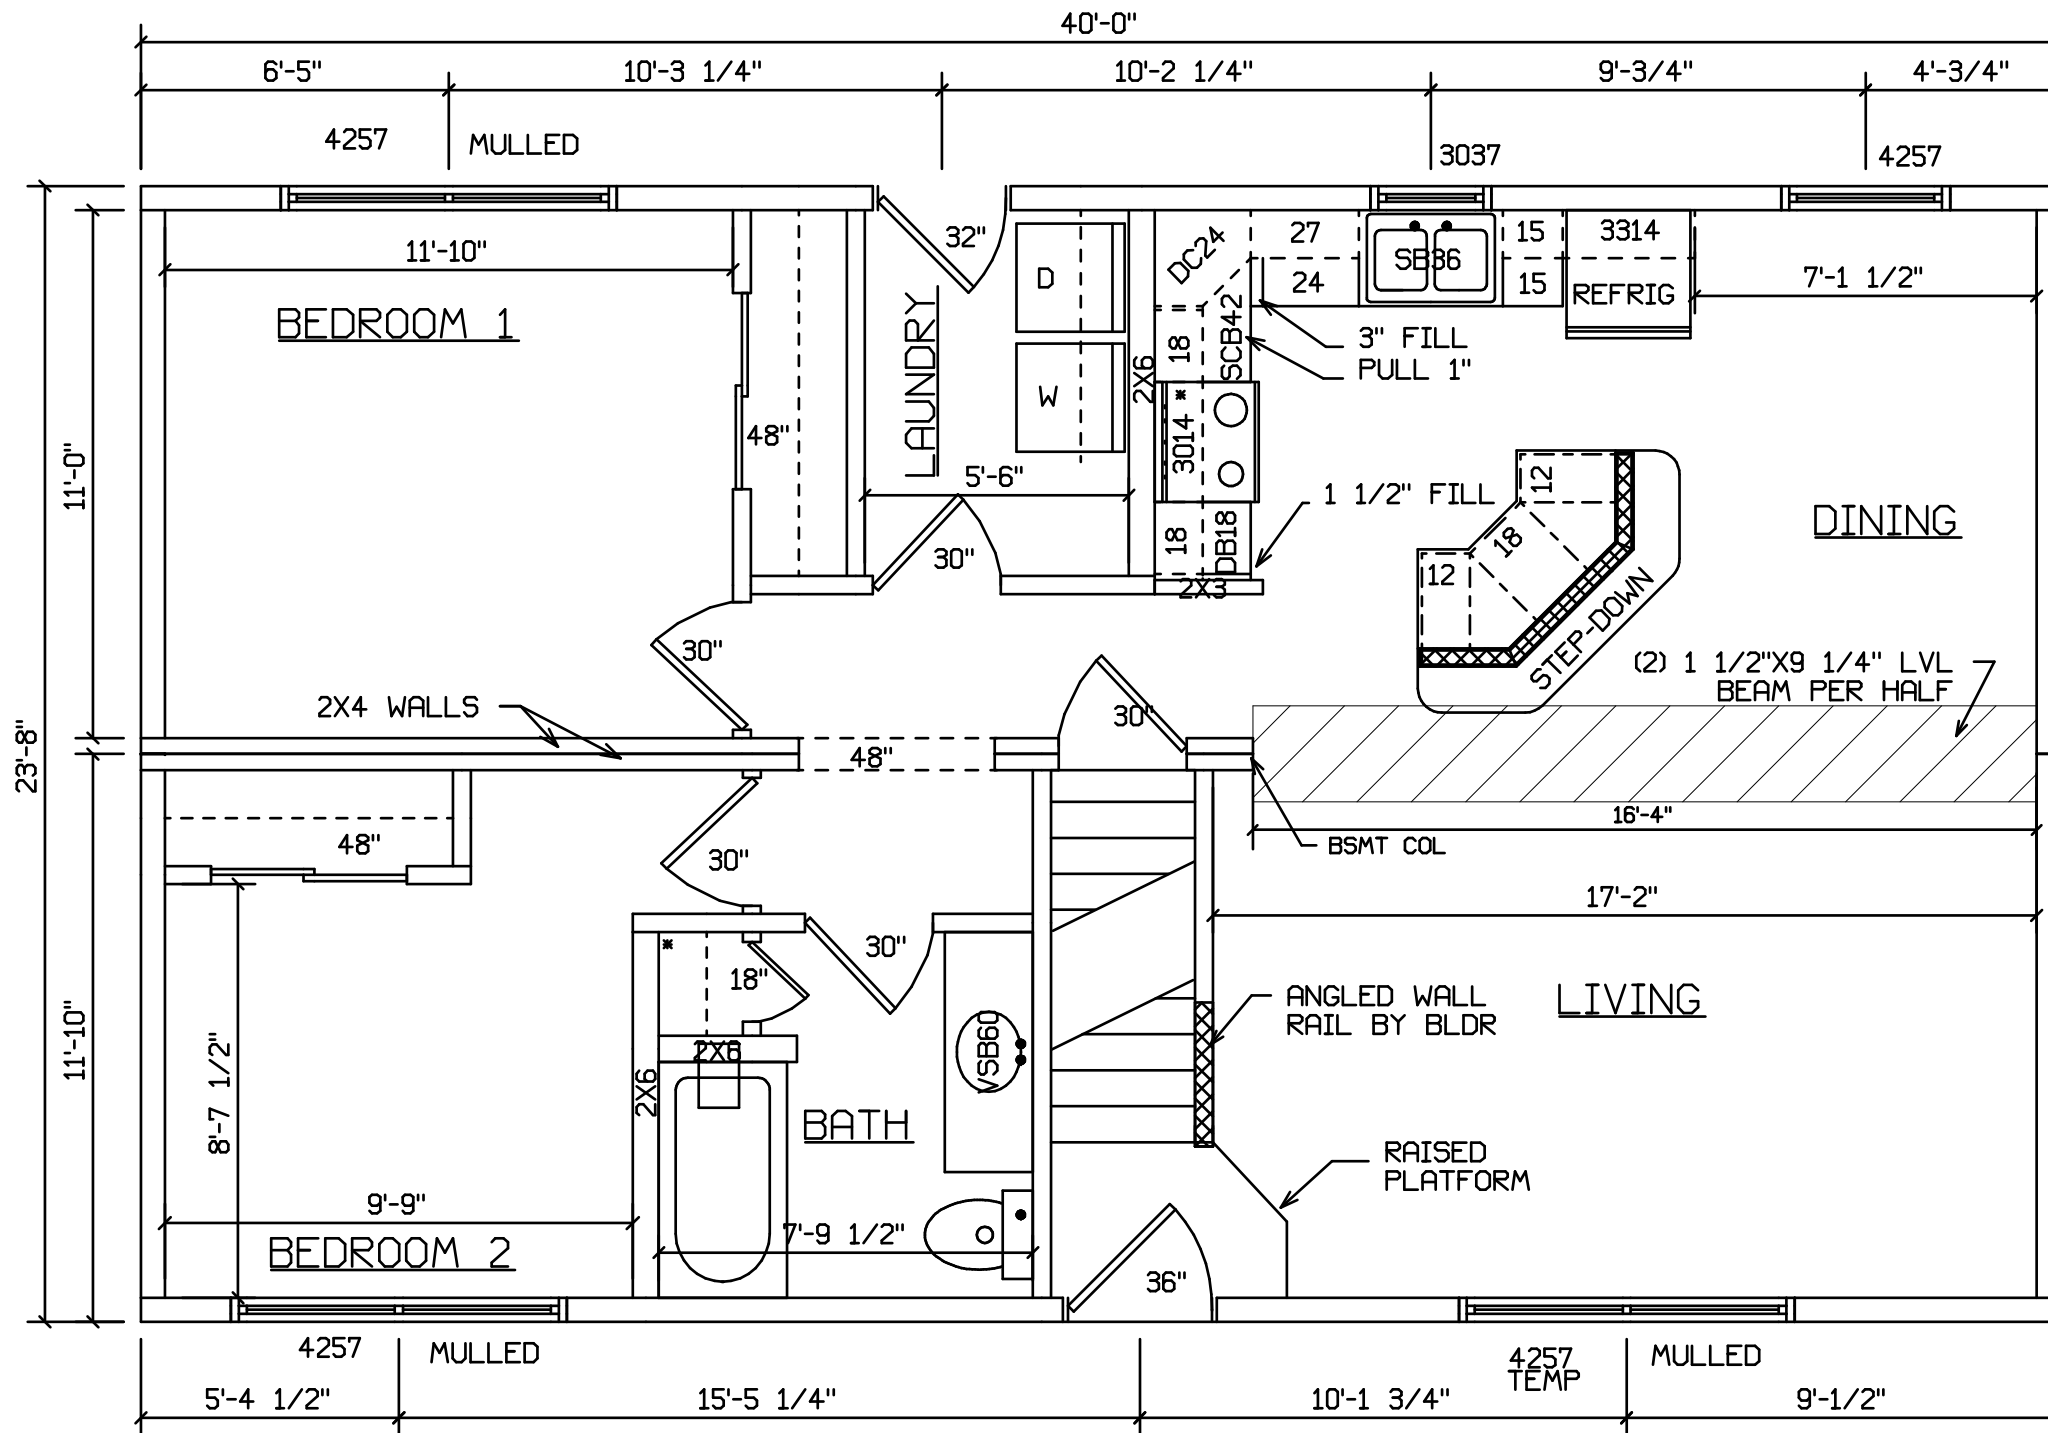 40'-0"
6'-5"
10'-3 1/4"
10'-2 1/4"
9'-3/4"
4'-3/4"
4257
MULLED
3037
4257
32"
11'-10"
BEDROOM 1
48"
LAUNDRY
D
W
5'-6"
30"
2X6
DC24
27
24
SB36
15
15
3314
REFRIG
7'-1 1/2"
SCB42
18
3" FILL
PULL 1"
3014 *
1 1/2" FILL
18
DB18
2X3
12
18
12
STEP-DOWN
DINING
(2) 1 1/2"X9 1/4" LVL
BEAM PER HALF
11'-0"
23'-8"
11'-10"
2X4 WALLS
30"
48"
30"
16'-4"
BSMT COL
17'-2"
48"
30"
30"
*
18"
2X6
2X6
8'-7 1/2"
VSB60
BATH
ANGLED WALL
RAIL BY BLDR
LIVING
RAISED
PLATFORM
9'-9"
BEDROOM 2
7'-9 1/2"
36"
4257
MULLED
4257
TEMP
MULLED
5'-4 1/2"
15'-5 1/4"
10'-1 3/4"
9'-1/2"